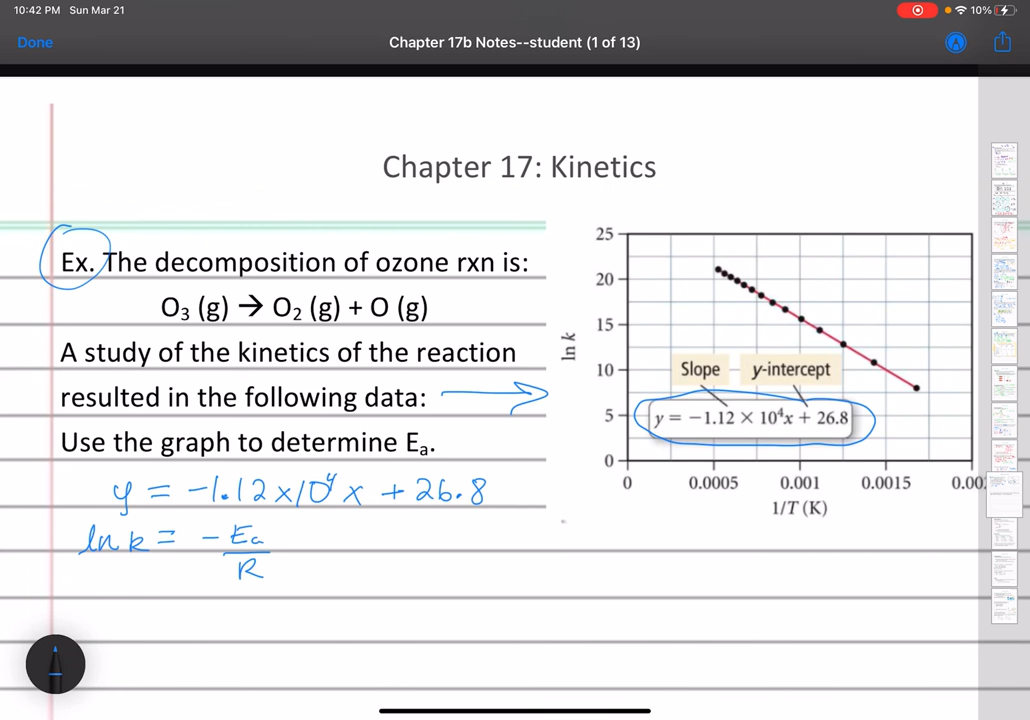 10:42 PM Sun Mar 21
10%
Done
Chapter 17b Notes--student (1 of 13)
Chapter 17: Kinetics
Ex. The decomposition of ozone rxn is:
O₃ (g) → O₂ (g) + O (g)
A study of the kinetics of the reaction
resulted in the following data:
Use the graph to determine Eₐ.
y = -1.12x10⁴ x + 26.8
ln k = - Ea/R
25
20
15
10
5
0
ln k
Slope
y-intercept
y = −1.12 × 10⁴x + 26.8
0
0.0005
0.001
0.0015
0.00
1/T (K)